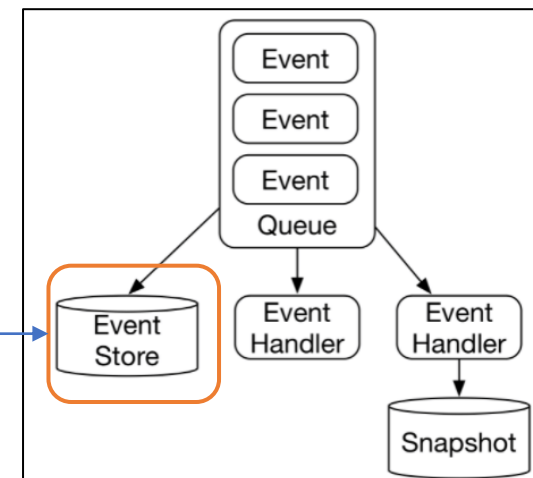 Event
Event
Event
Queue
Event
Store
Event
Handler
Event
Handler
Snapshot